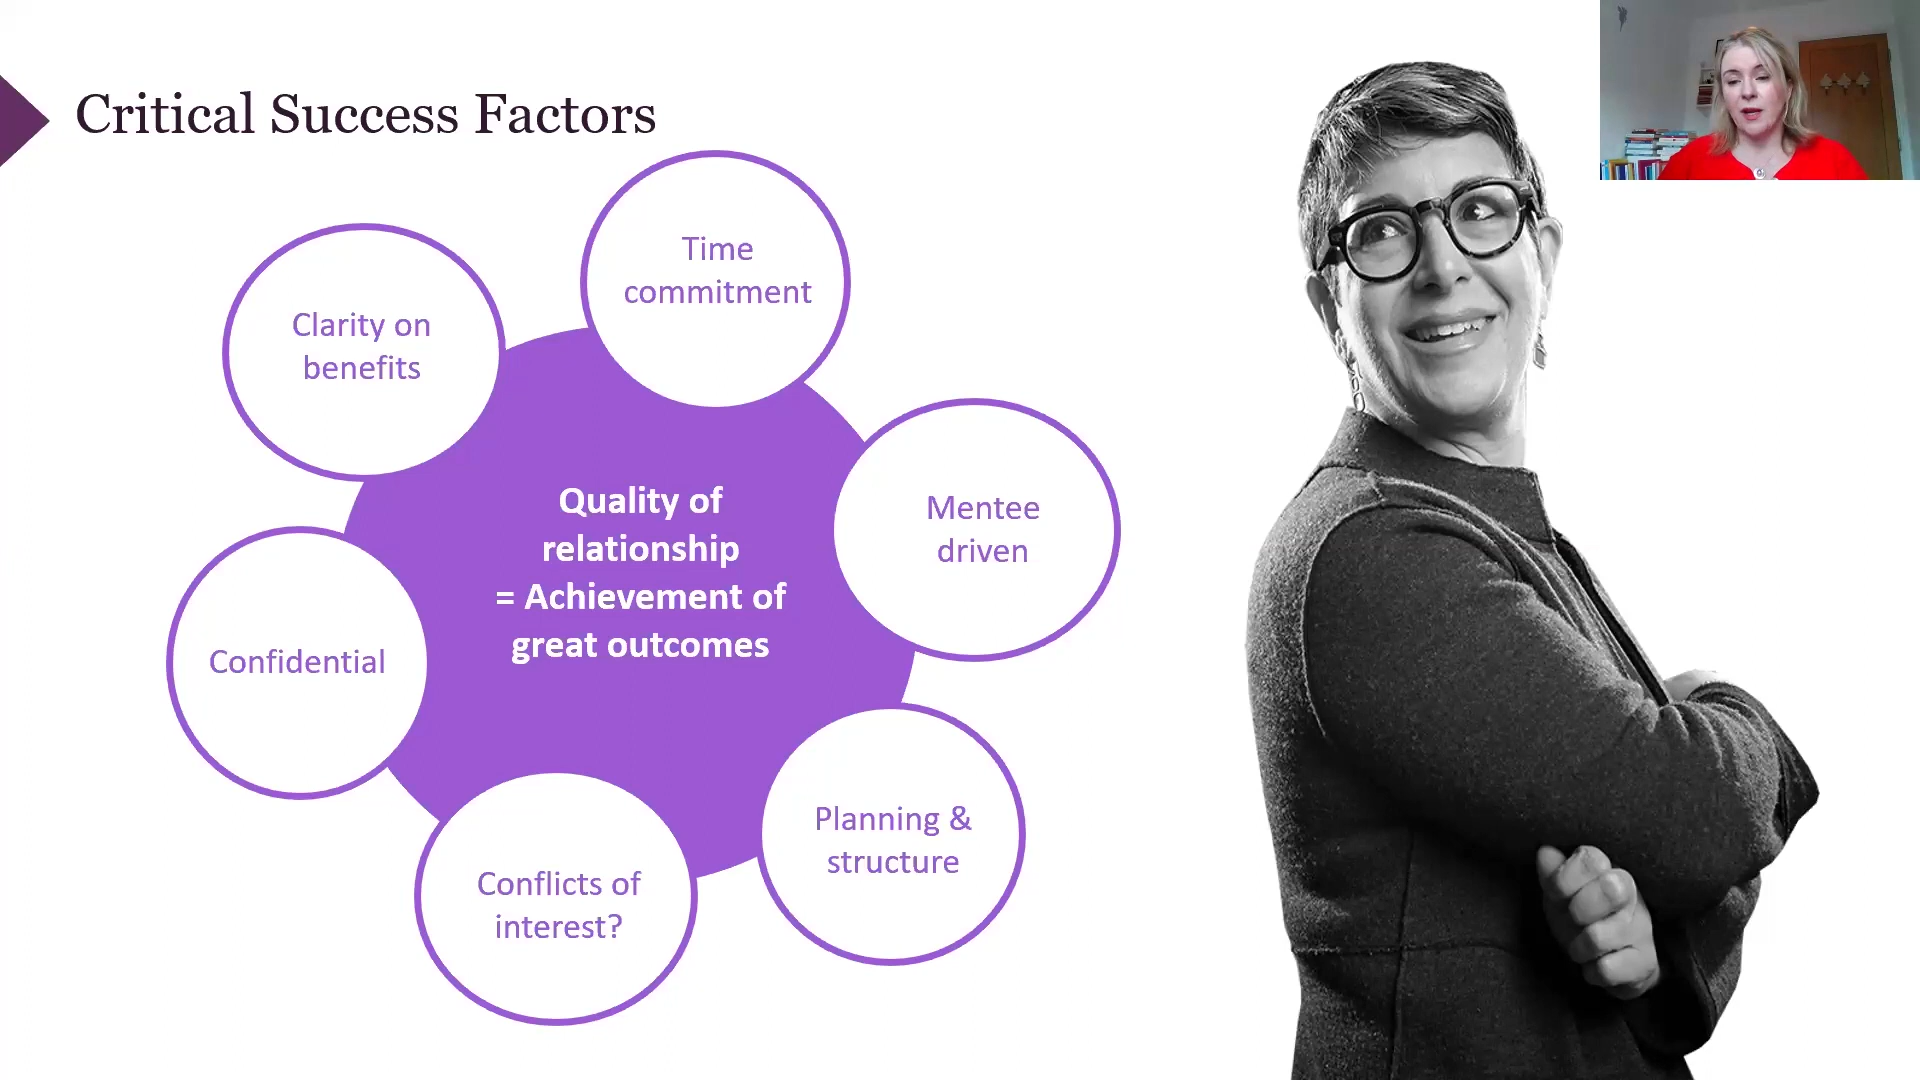 Critical Success Factors
Time
commitment
Clarity on
benefits
Mentee
driven
Quality of
relationship
= Achievement of
great outcomes
Confidential
Planning &
structure
Conflicts of
interest?